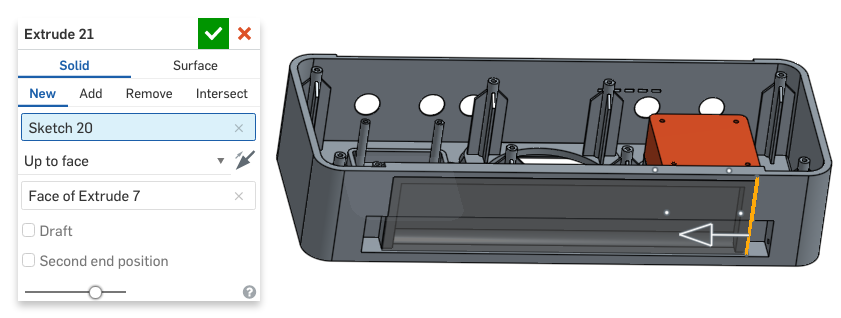 Extrude 21
Solid Surface
New Add Remove Intersect
Sketch 20
Up to face
Face of Extrude 7
Draft
Second end position